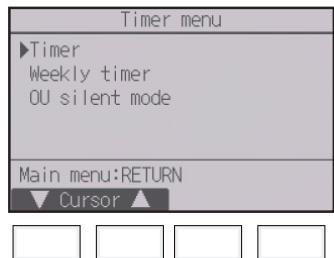 Timer menu
▶Timer
Weekly timer
OU silent mode
Main menu:RETURN
▼ Cursor ▲